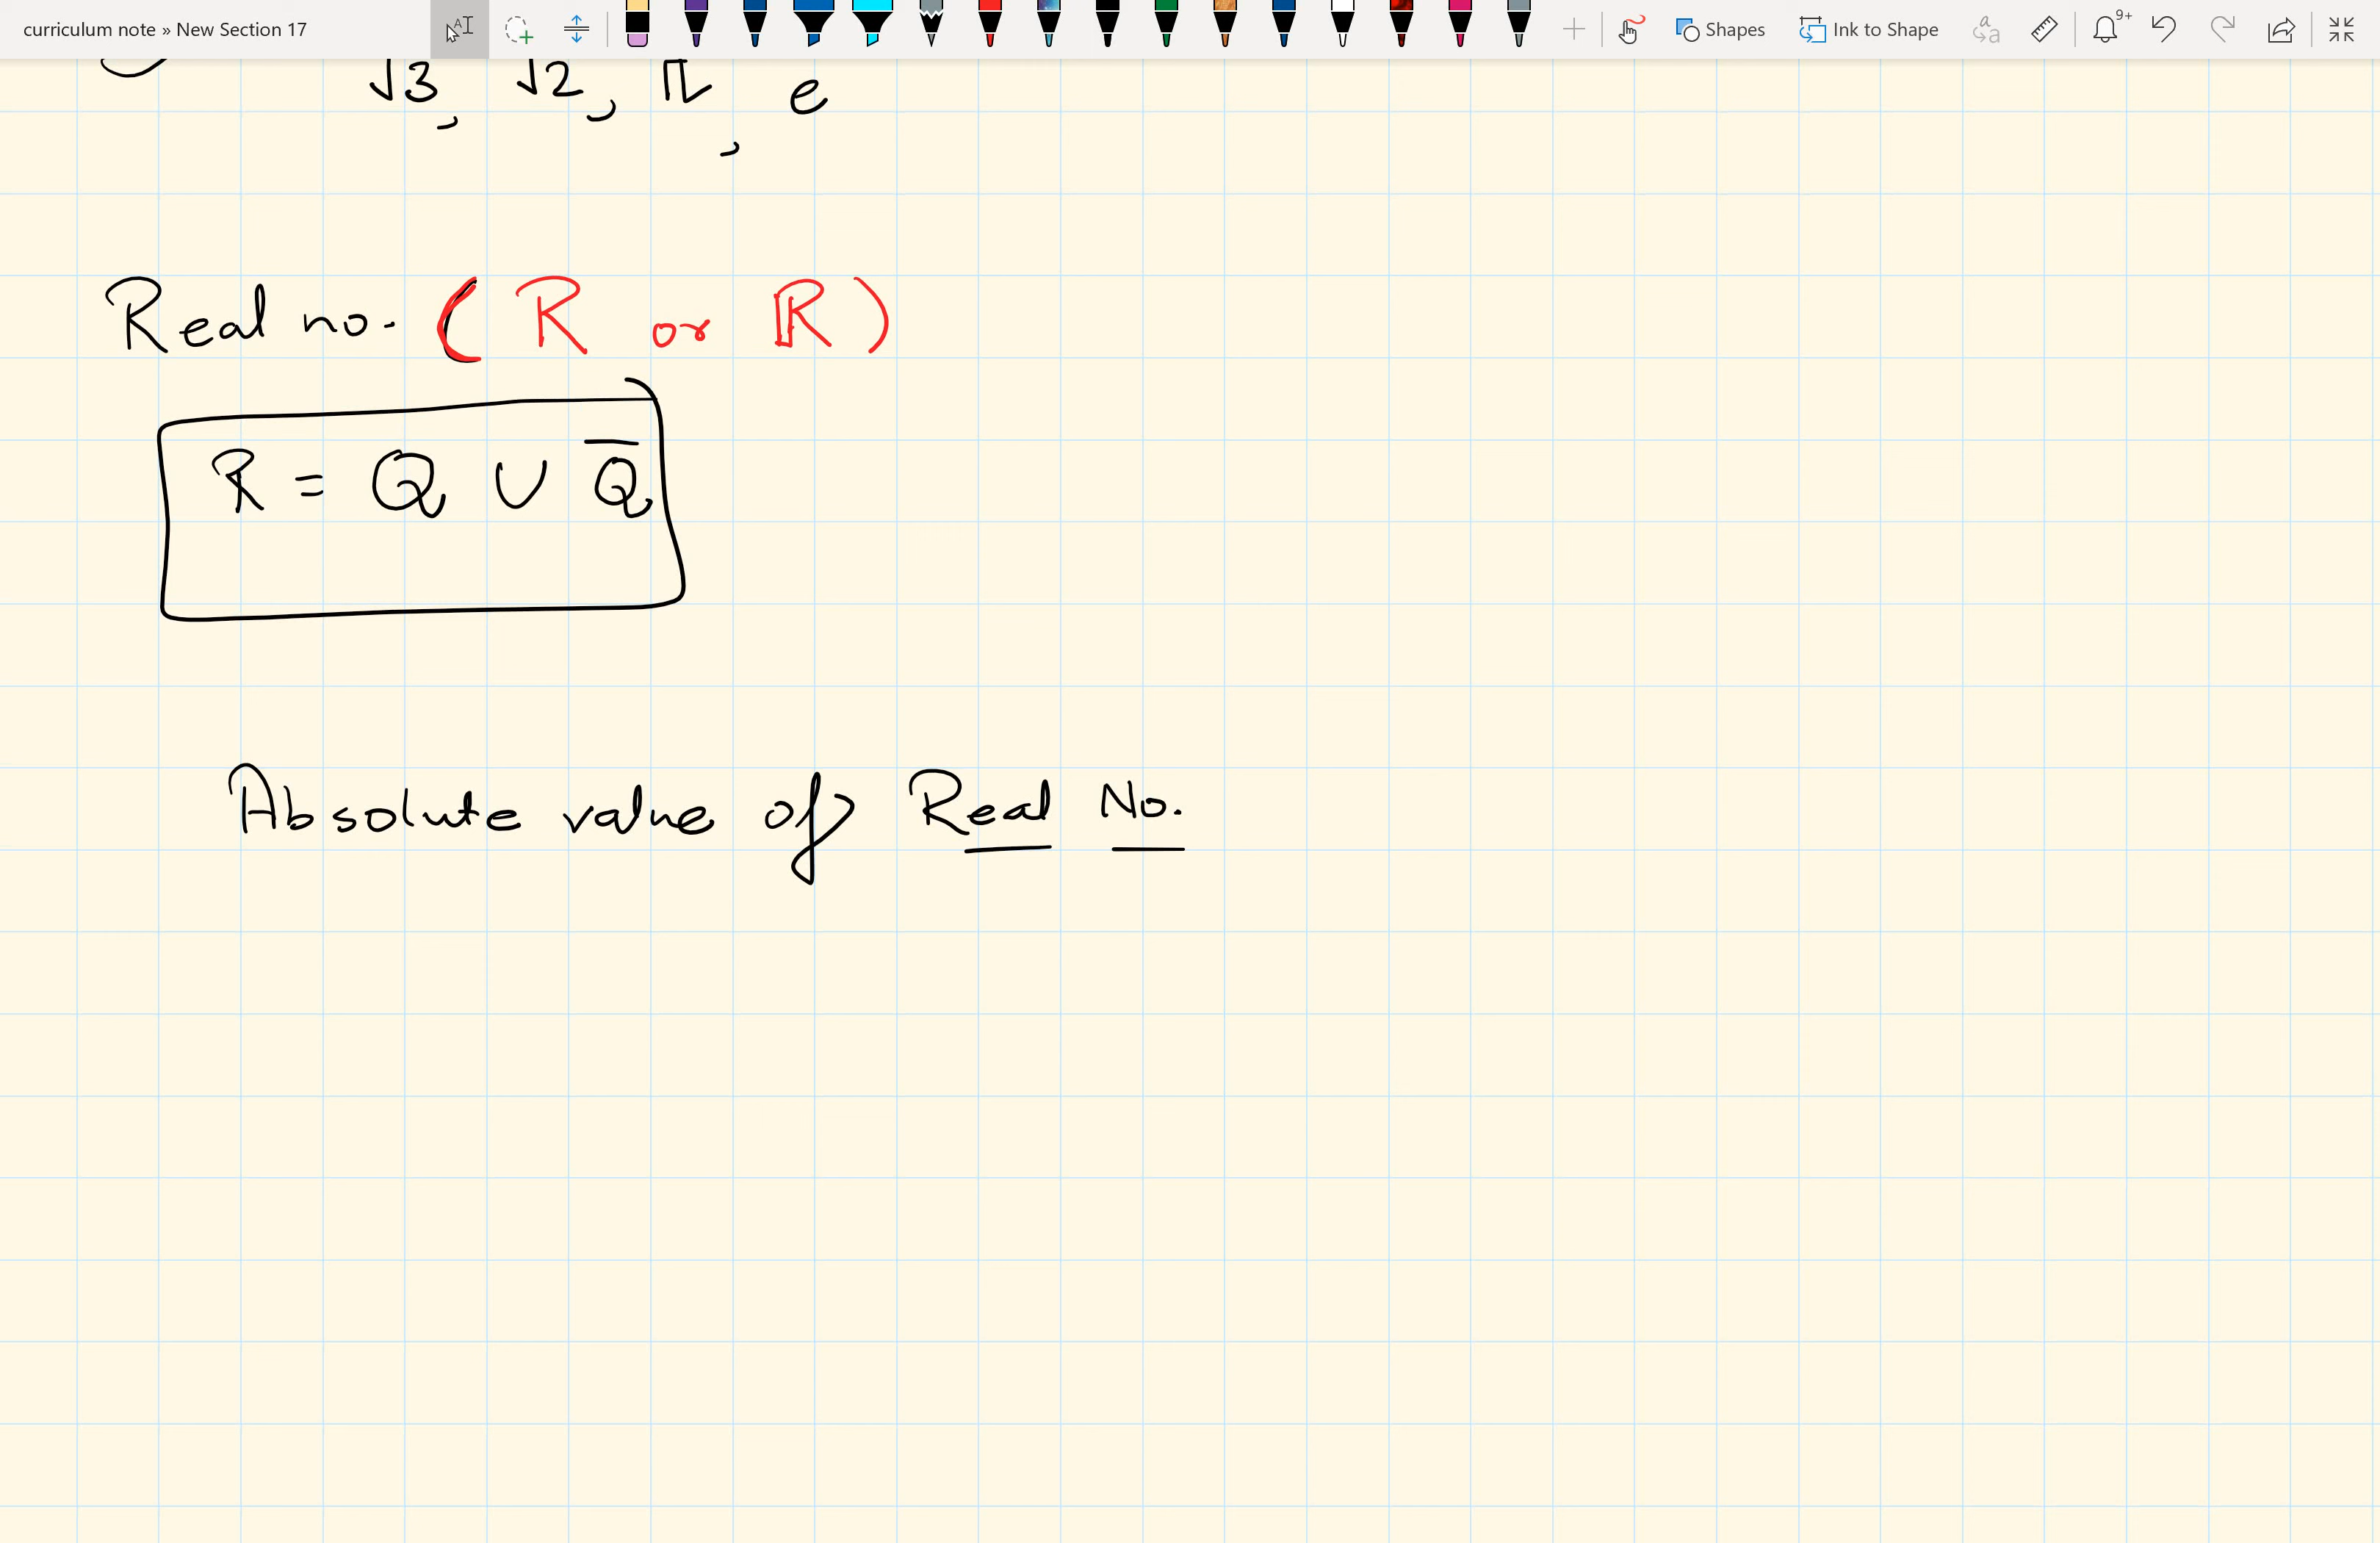 curriculum note » New Section 17
Shapes
Ink to Shape
9+
√3, √2, π, e
Real no. (R or ℝ)
R = Q ∪ Q̅
Absolute value of Real No.